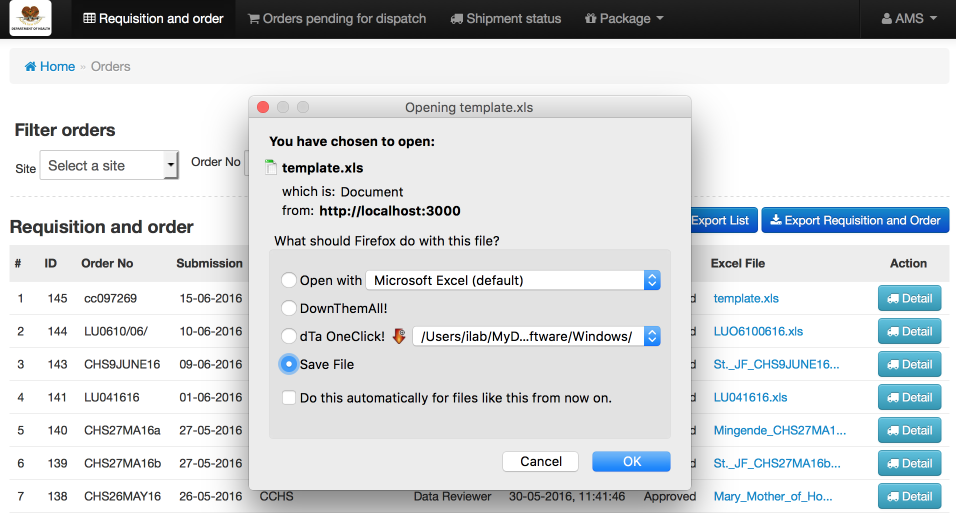 DEPARTMENT OF HEALTH
Requisition and order
Orders pending for dispatch
Shipment status
Package
AMS
Home » Orders
Filter orders
Site Select a site Order No
Requisition and order
Export List
Export Requisition and Order
# ID Order No Submission Excel File Action
1 145 cc097269 15-06-2016 d template.xls Detail
2 144 LU0610/06/ 13-06-2016 d LUO6100616.xls Detail
3 143 CHS9JUNE16 09-06-2016 d St._JF_CHS9JUNE16... Detail
4 141 LU041616 01-06-2016 d LU041616.xls Detail
5 140 CHS27MA16a 27-05-2016 d Mingende_CHS27MA1... Detail
6 139 CHS27MA16b 27-05-2016 d St._JF_CHS27MA16b... Detail
7 138 CHS26MAY16 26-05-2016 CCHS Data Reviewer 30-05-2016, 11:41:46 Approved Mary_Mother_of_Ho... Detail
Opening template.xls
You have chosen to open:
template.xls
which is: Document
from: http://localhost:3000
What should Firefox do with this file?
Open with Microsoft Excel (default)
DownThemAll!
dTa OneClick! /Users/ilab/MyD...ftware/Windows/
Save File
Do this automatically for files like this from now on.
Cancel OK